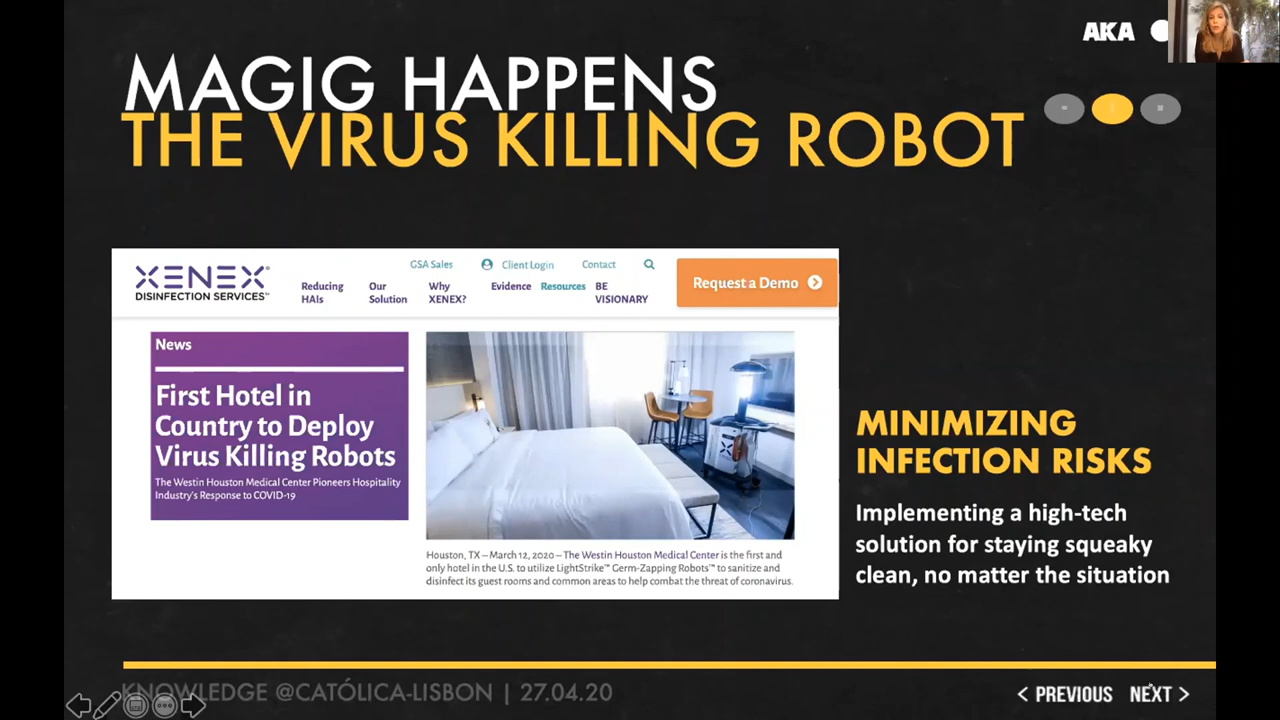 AKA
MAGIG HAPPENS
THE VIRUS KILLING ROBOT
XENEX®
DISINFECTION SERVICES™
GSA Sales
Client Login
Contact
Reducing
HAIs
Our
Solution
Why
XENEX?
Evidence
Resources
BE
VISIONARY
Request a Demo
News
First Hotel in
Country to Deploy
Virus Killing Robots
The Westin Houston Medical Center Pioneers Hospitality
Industry's Response to COVID-19
Houston, TX – March 12, 2020 – The Westin Houston Medical Center is the first and
only hotel in the U.S. to utilize LightStrike™ Germ-Zapping Robots™ to sanitize and
disinfect its guest rooms and common areas to help combat the threat of coronavirus.
MINIMIZING
INFECTION RISKS
Implementing a high-tech
solution for staying squeaky
clean, no matter the situation
KNOWLEDGE @CATÓLICA-LISBON | 27.04.20
< PREVIOUS NEXT >